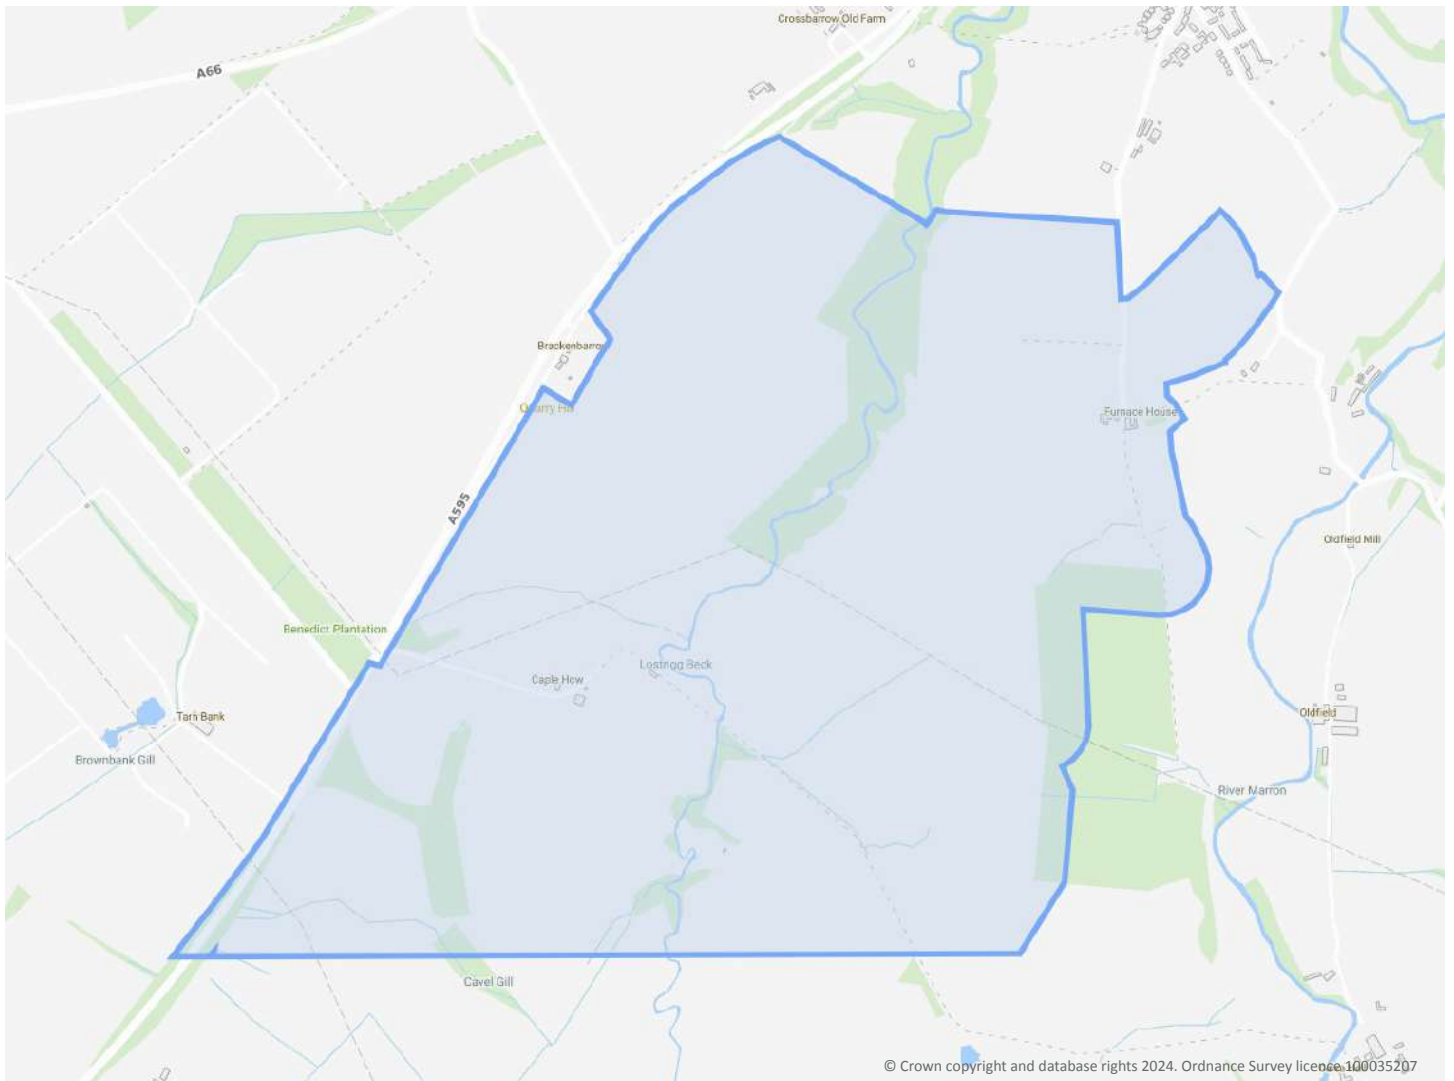 Crossbarrow Old Farm
A66
Brackenbarrow
Quarry Hill
Furnace House
A595
Oldfield Mill
Benedict Plantation
Lostrigg Beck
Caple How
Tarn Bank
Oldfield
Brownbank Gill
River Marron
Cavel Gill
© Crown copyright and database rights 2024. Ordnance Survey licence 100035207